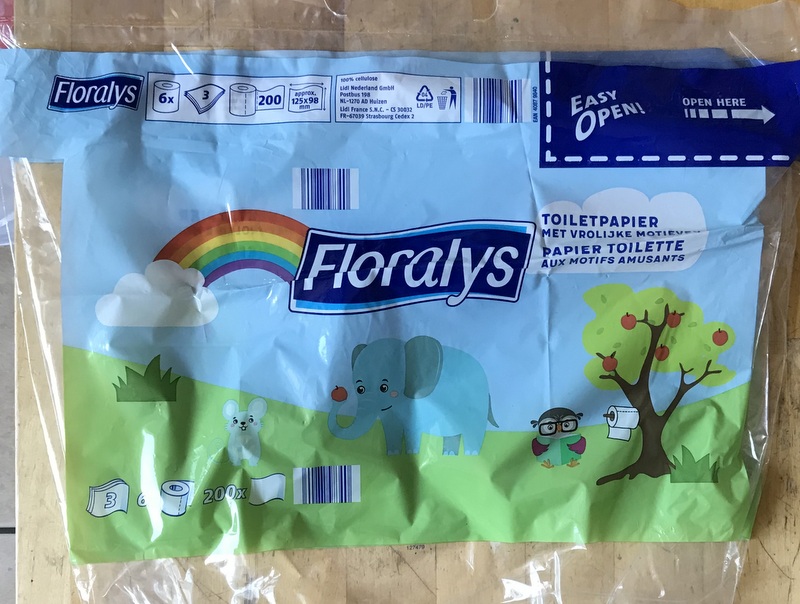 Floralys
6x
3
200
approx.
125x98
mm
100% cellulose
Lidl Nederland GmbH
Postbus 198
NL-1270 AD Huizen
Lidl France S.N.C. - CS 30032
FR-67039 Strasbourg Cedex 2
LD/PE
EASY
OPEN!
OPEN HERE
TOILETPAPIER
MET VROLIJKE MOTIEVEN
PAPIER TOILETTE
AUX MOTIFS AMUSANTS
Floralys
3
6
200x